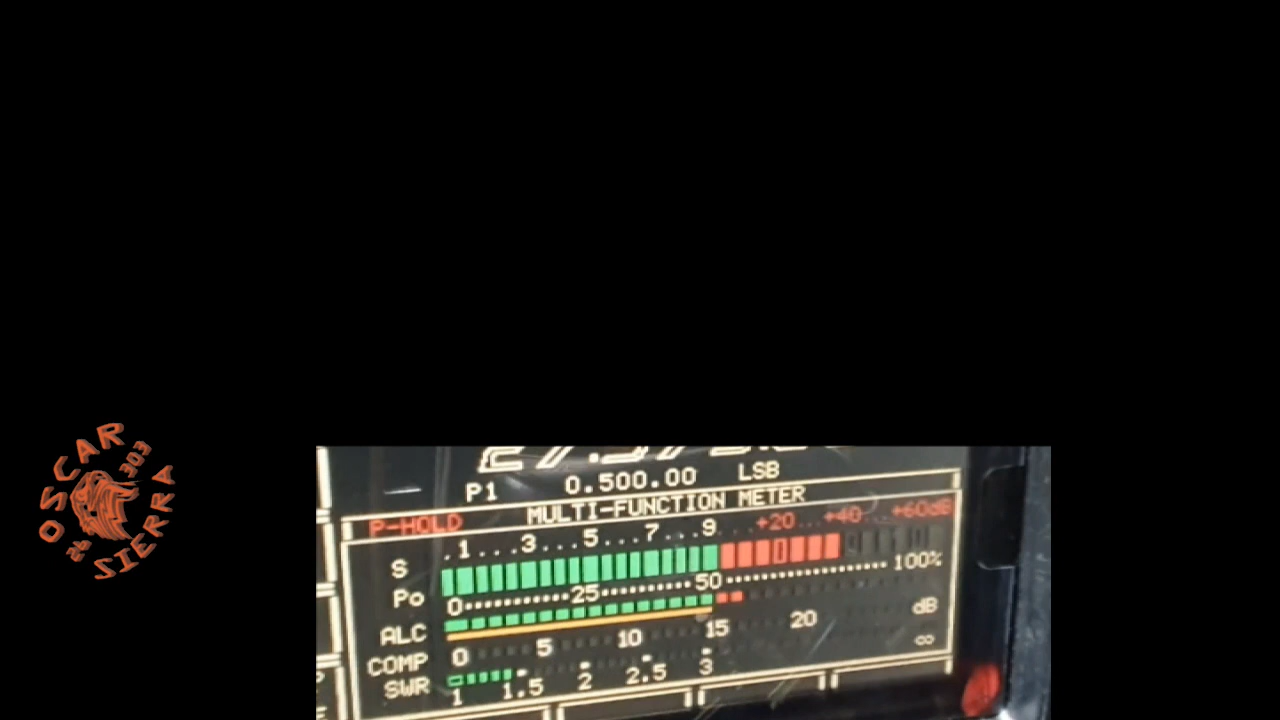 OSCAR
26
303
SIERRA
P1 0.500.00 LSB
P-HOLD MULTI-FUNCTION METER
S .1...3...5...7...9...+20...+40...+60dB
Po 0 25 50 100%
ALC
COMP 0 5 10 15 20 dB
SWR 1 1.5 2 2.5 3 ∞